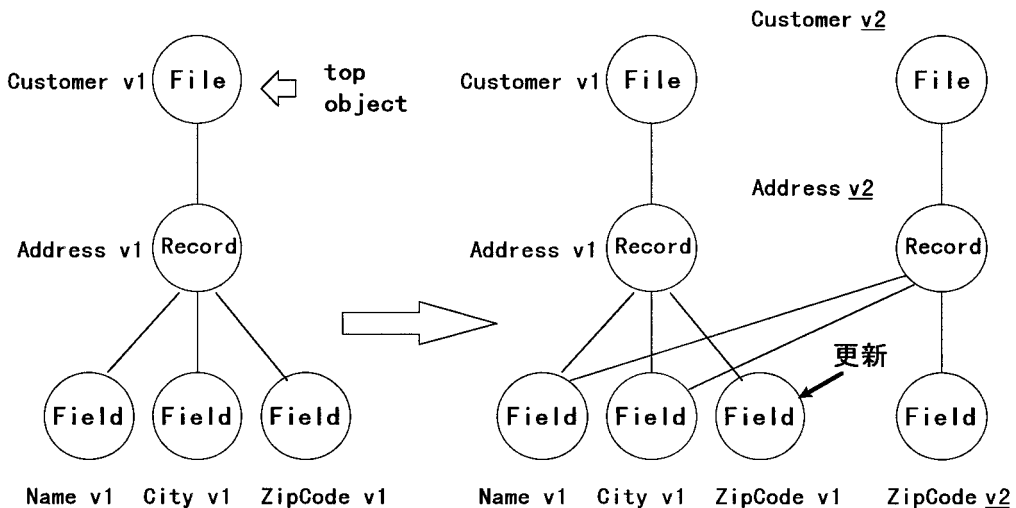 Customer v2
Customer v1 File top object Customer v1 File File
Address v2
Address v1 Record Address v1 Record Record
更新
Field Field Field Field Field Field Field
Name v1 City v1 ZipCode v1 Name v1 City v1 ZipCode v1 ZipCode v2